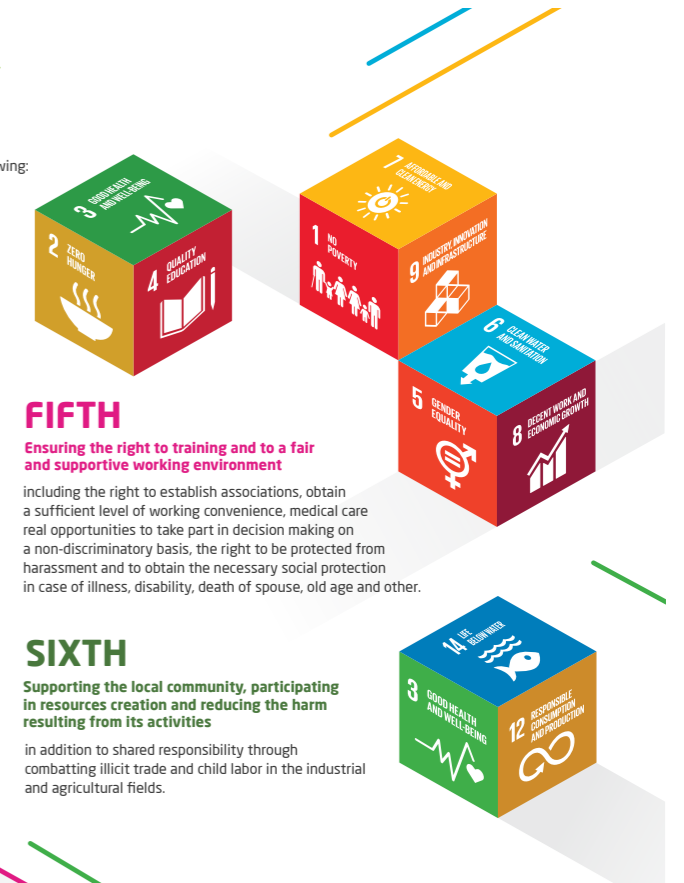 wing:
3 GOOD HEALTH
AND WELL-BEING
2 ZERO
HUNGER
4 QUALITY
EDUCATION
7 AFFORDABLE AND
CLEAN ENERGY
1 NO
POVERTY
9 INDUSTRY, INNOVATION
AND INFRASTRUCTURE
6 CLEAN WATER
AND SANITATION
5 GENDER
EQUALITY
8 DECENT WORK AND
ECONOMIC GROWTH
FIFTH
Ensuring the right to training and to a fair
and supportive working environment
including the right to establish associations, obtain
a sufficient level of working convenience, medical care
real opportunities to take part in decision making on
a non-discriminatory basis, the right to be protected from
harassment and to obtain the necessary social protection
in case of illness, disability, death of spouse, old age and other.
14 LIFE
BELOW WATER
3 GOOD HEALTH
AND WELL-BEING
12 RESPONSIBLE
CONSUMPTION
AND PRODUCTION
SIXTH
Supporting the local community, participating
in resources creation and reducing the harm
resulting from its activities
in addition to shared responsibility through
combatting illicit trade and child labor in the industrial
and agricultural fields.